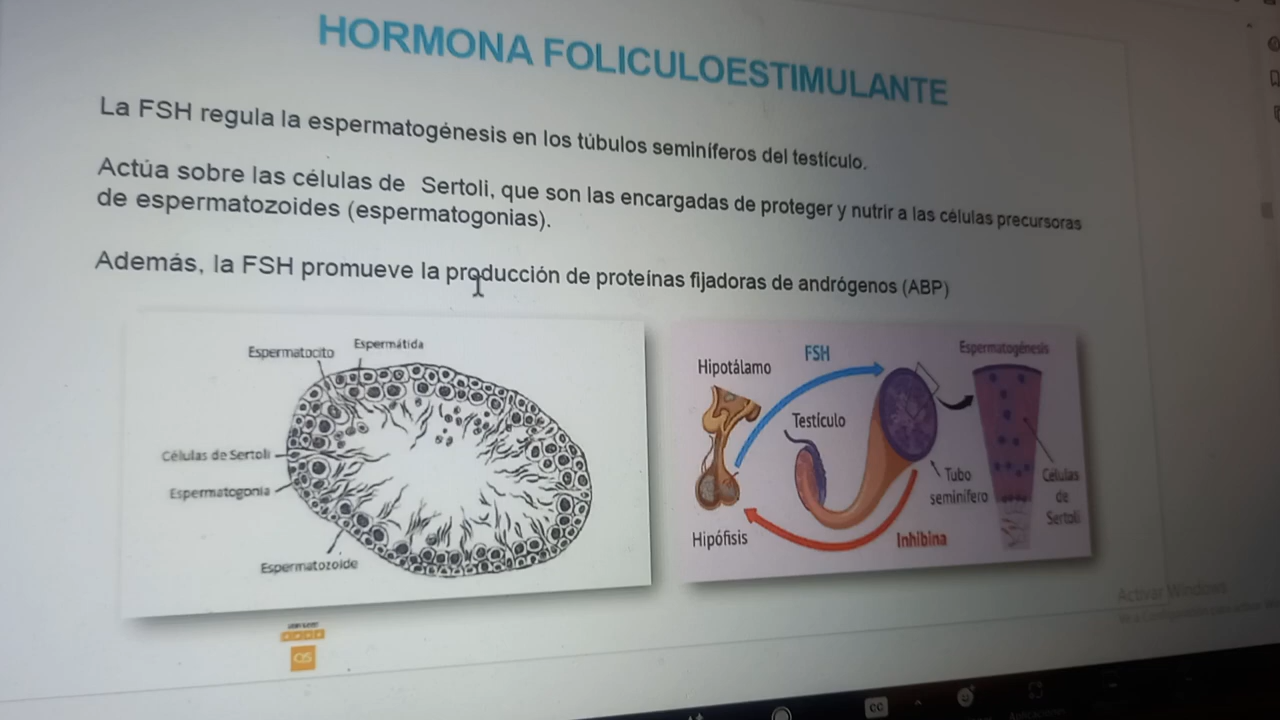 HORMONA FOLICULOESTIMULANTE
La FSH regula la espermatogénesis en los túbulos seminíferos del testículo.
Actúa sobre las células de Sertoli, que son las encargadas de proteger y nutrir a las células precursoras
de espermatozoides (espermatogonias).
Además, la FSH promueve la producción de proteínas fijadoras de andrógenos (ABP)
Espermatocito
Espermátida
Células de Sertoli
Espermatogonia
Espermatozoide
Hipotálamo
FSH
Espermatogénesis
Testículo
Tubo
seminífero
Células
de
Sertoli
Hipófisis
Inhibina
Activar Windows
CC